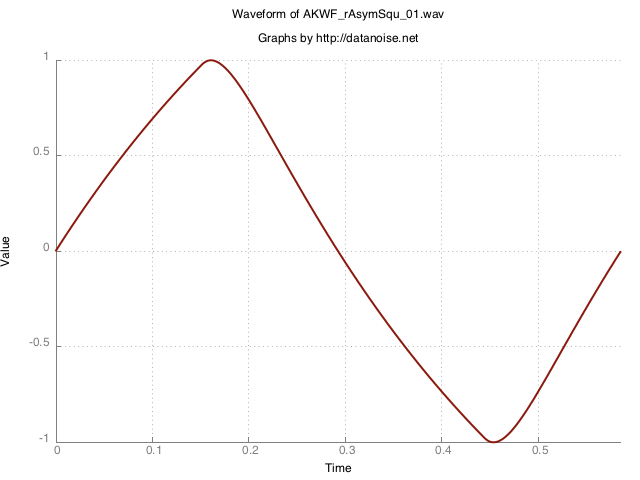 Waveform of AKWF_rAsymSqu_01.wav
Graphs by http://datanoise.net
1
0.5
0
-0.5
-1
Value
0 0.1 0.2 0.3 0.4 0.5
Time